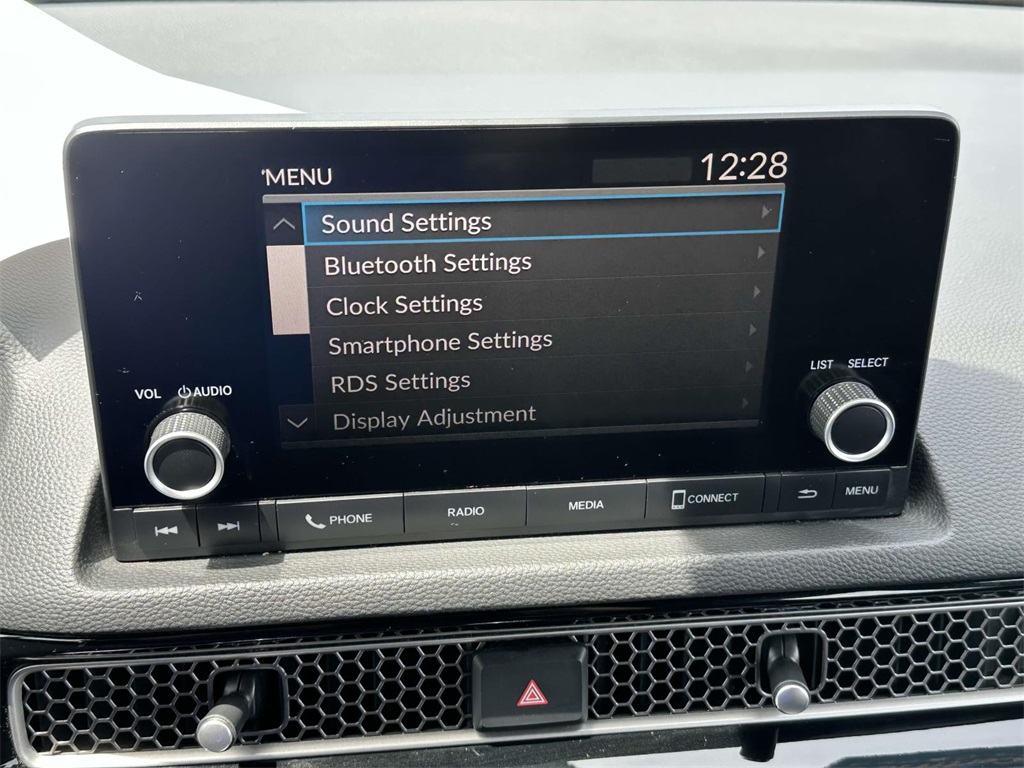 MENU
12:28
Sound Settings
Bluetooth Settings
Clock Settings
Smartphone Settings
RDS Settings
Display Adjustment
VOL AUDIO
LIST SELECT
PHONE
RADIO
MEDIA
CONNECT
MENU